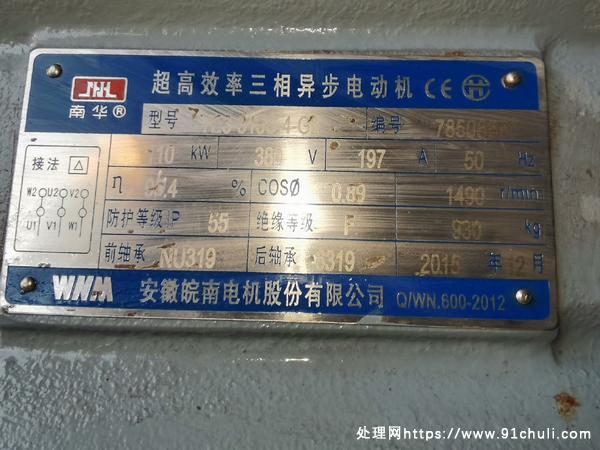 超高效率三相异步电动机 CE
南华®
型号 编号
110 kW 380 V 197 A 50 Hz
接法 △
η % COSØ 0.89 1490 r/min
W2 U2 V2
U1 V1 W1
防护等级IP 55 绝缘等级 F kg
前轴承 NU319 后轴承 6319 2015 年 12 月
WNM 安徽皖南电机股份有限公司 Q/WN.600-2012
处理网https://www.91chuli.com/